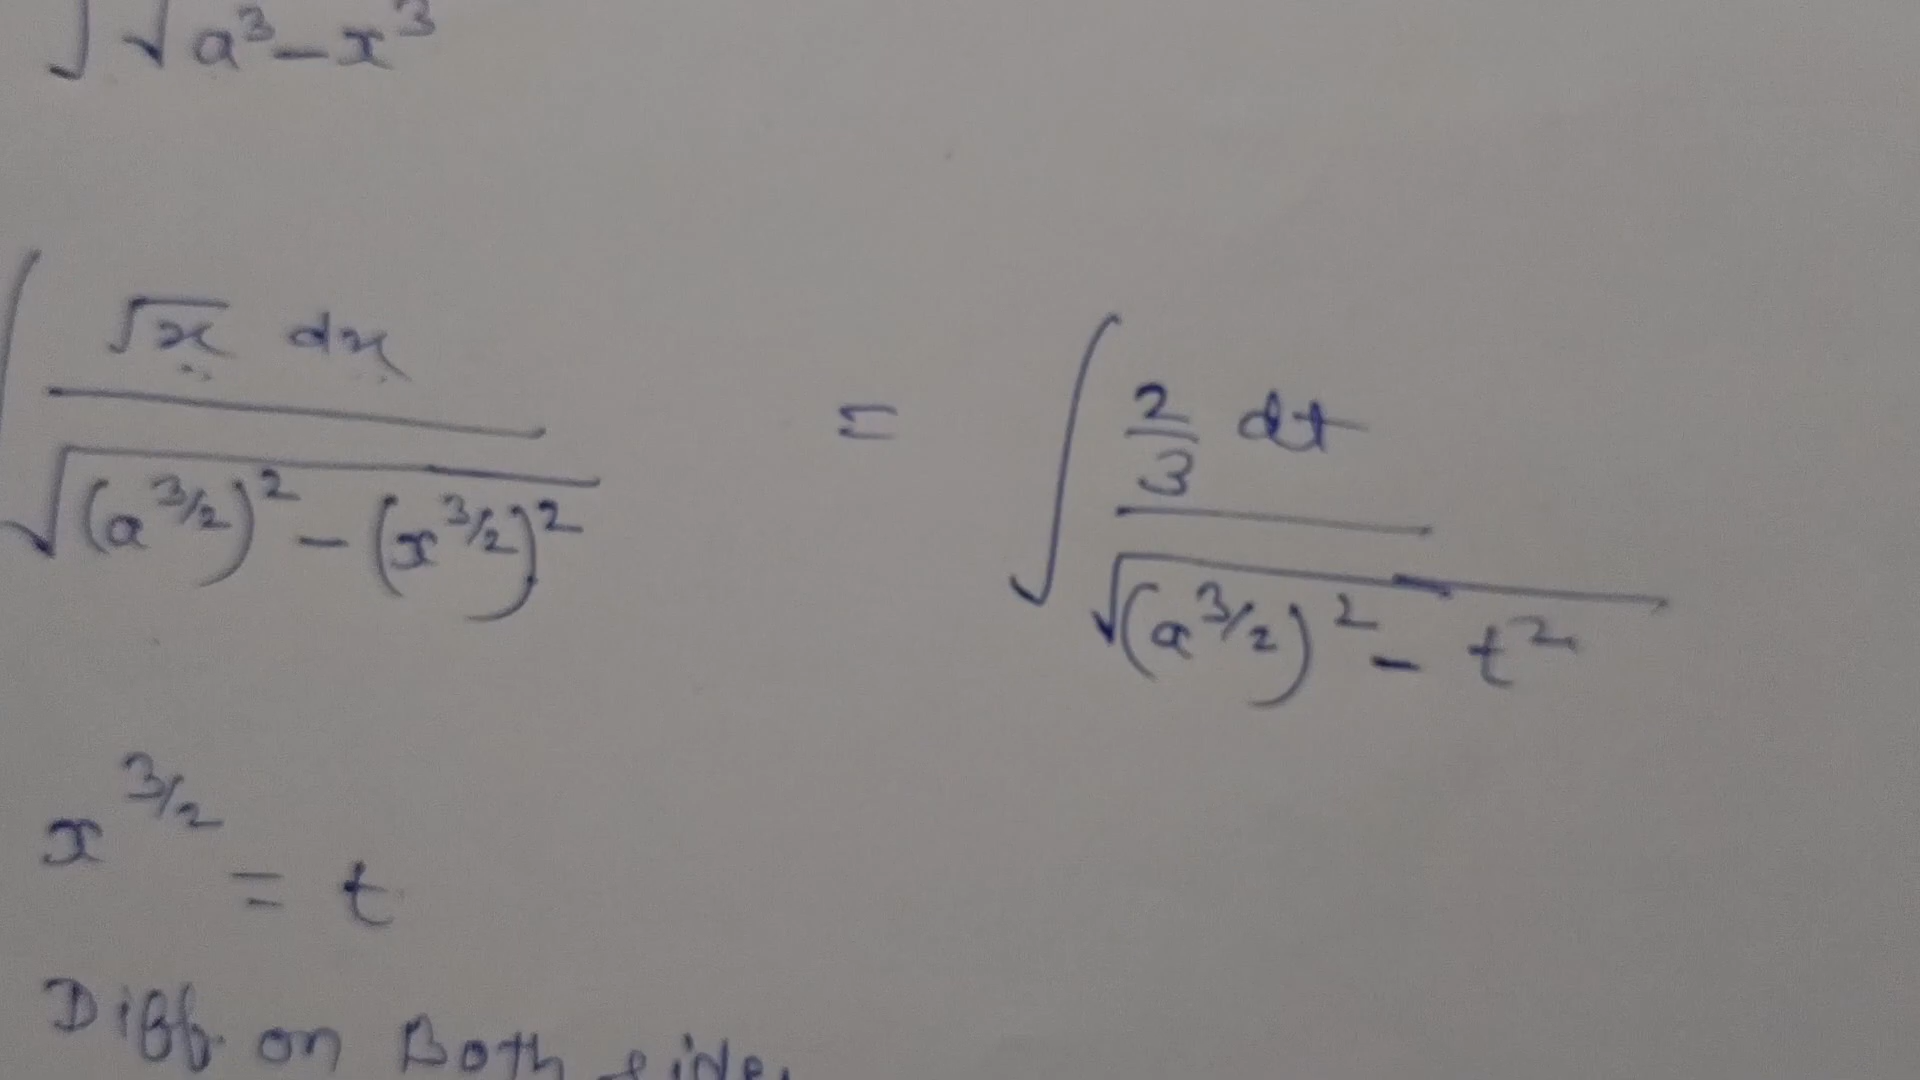 ∫ √a³ – x³
∫ √x dx / √((a^3/2)² – (x^3/2)²) = ∫ 2/3 dt / √((a^3/2)² – t²)
x^3/2 = t
Diff. on Both side.